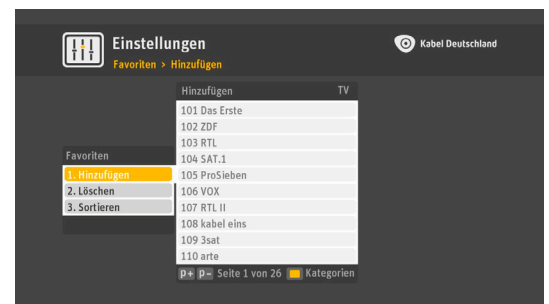 Einstellungen
Favoriten > Hinzufügen
Kabel Deutschland
Favoriten
1. Hinzufügen
2. Löschen
3. Sortieren
Hinzufügen TV
101 Das Erste
102 ZDF
103 RTL
104 SAT.1
105 ProSieben
106 VOX
107 RTL II
108 kabel eins
109 3sat
110 arte
p+ p– Seite 1 von 26 Kategorien